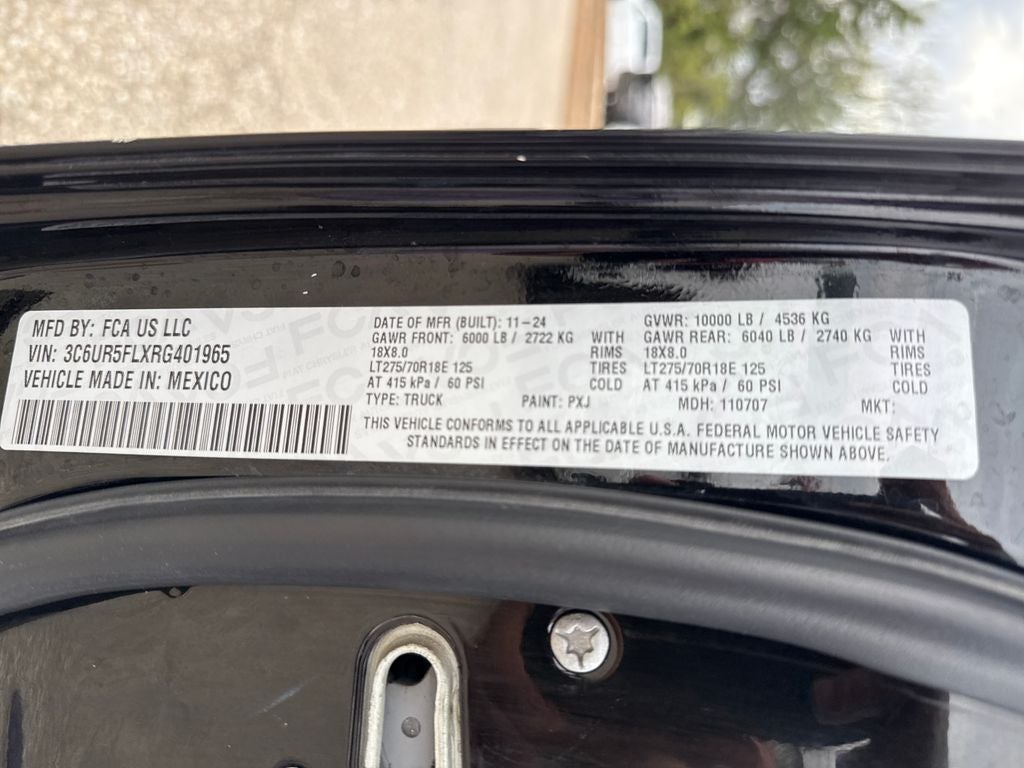 MFD BY: FCA US LLC
VIN: 3C6UR5FLXRG401965
VEHICLE MADE IN: MEXICO
DATE OF MFR (BUILT): 11-24
GAWR FRONT: 6000 LB / 2722 KG WITH
18X8.0 RIMS
LT275/70R18E 125 TIRES
AT 415 kPa / 60 PSI COLD
GVWR: 10000 LB / 4536 KG
GAWR REAR: 6040 LB / 2740 KG WITH
18X8.0 RIMS
LT275/70R18E 125 TIRES
AT 415 kPa / 60 PSI COLD
TYPE: TRUCK PAINT: PXJ MDH: 110707 MKT:
THIS VEHICLE CONFORMS TO ALL APPLICABLE U.S.A. FEDERAL MOTOR VEHICLE SAFETY
STANDARDS IN EFFECT ON THE DATE OF MANUFACTURE SHOWN ABOVE.